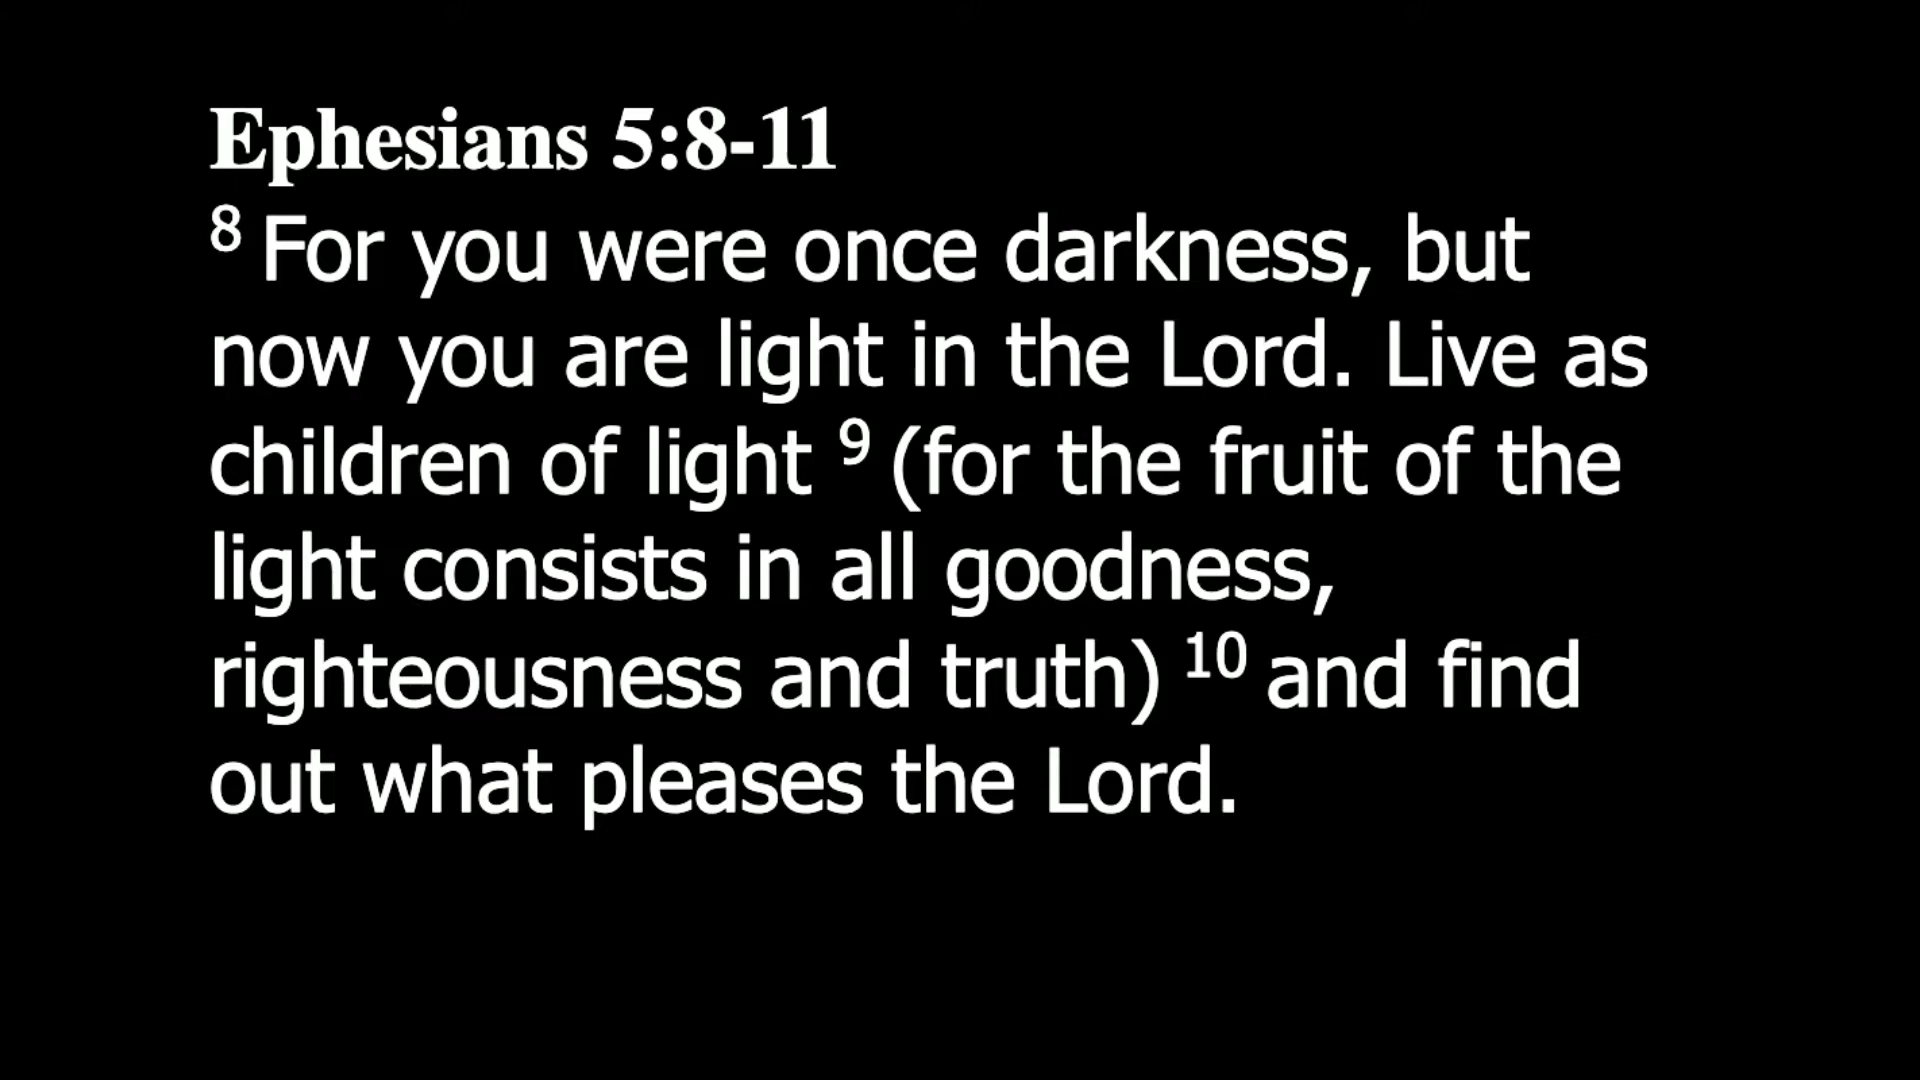 Ephesians 5:8-11
8 For you were once darkness, but
now you are light in the Lord. Live as
children of light 9 (for the fruit of the
light consists in all goodness,
righteousness and truth) 10 and find
out what pleases the Lord.